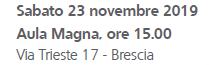 Sabato 23 novembre 2019
Aula Magna, ore 15.00
Via Trieste 17 - Brescia